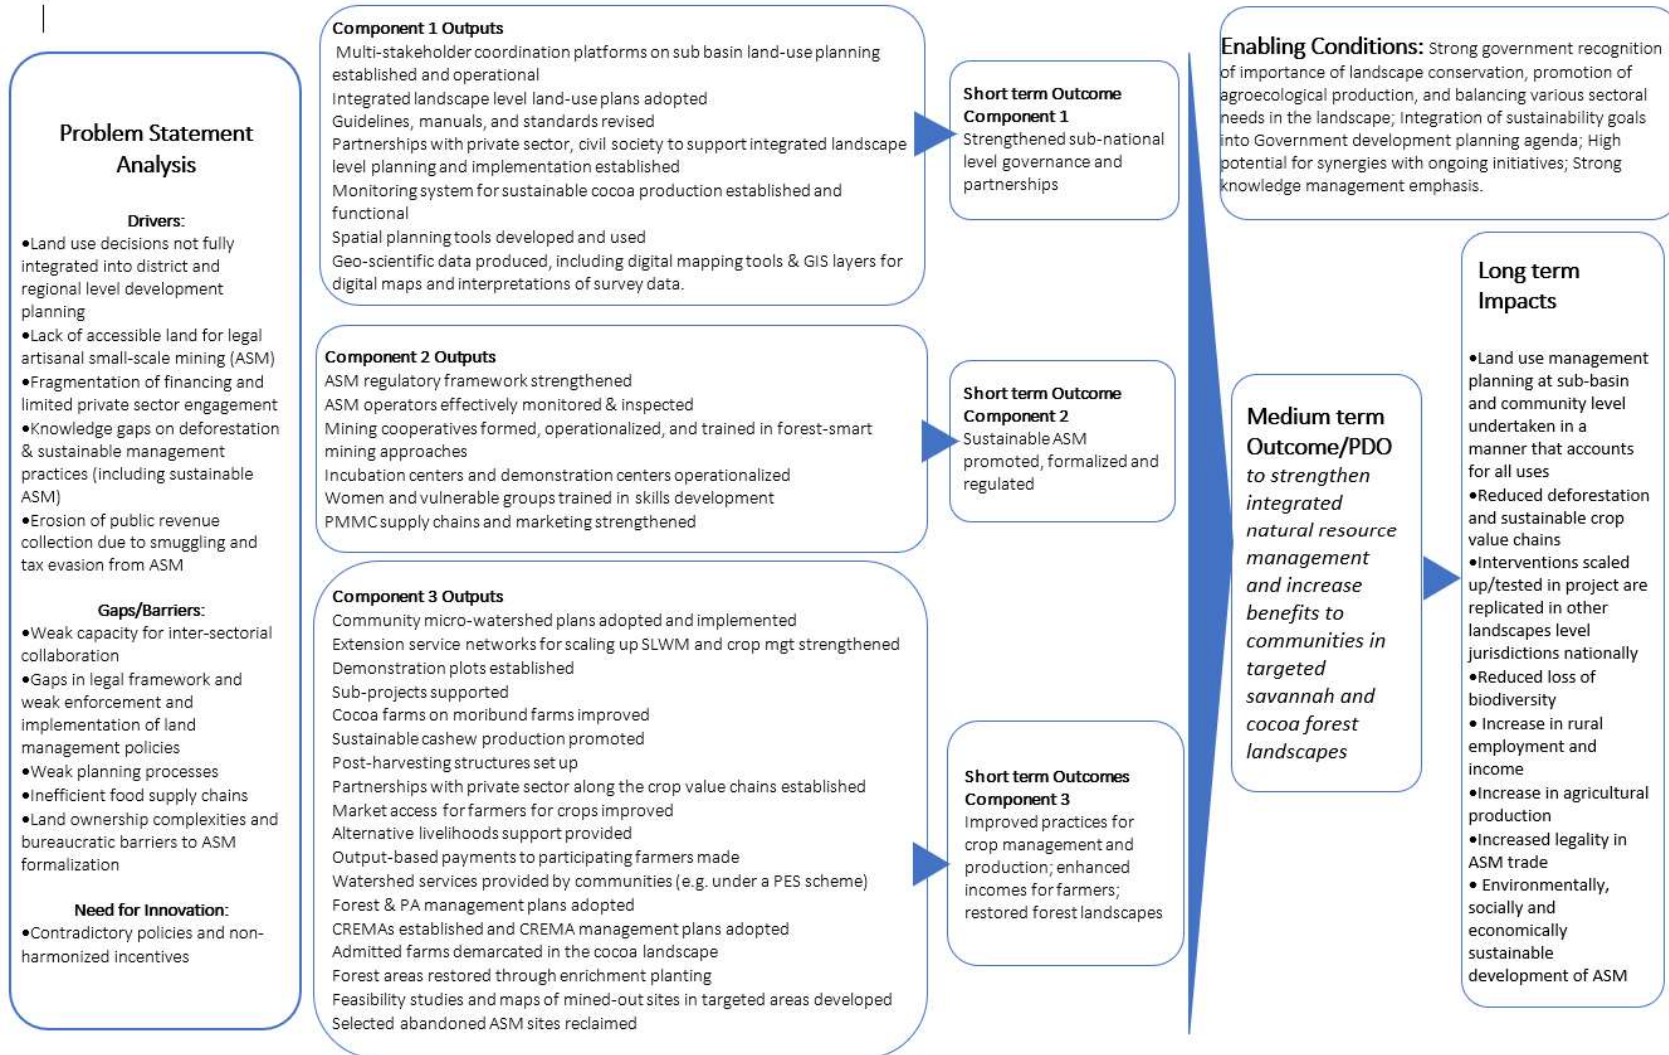 Problem Statement
Analysis
Drivers:
•Land use decisions not fully
integrated into district and
regional level development
planning
•Lack of accessible land for legal
artisanal small-scale mining (ASM)
•Fragmentation of financing and
limited private sector engagement
•Knowledge gaps on deforestation
& sustainable management
practices (including sustainable
ASM)
•Erosion of public revenue
collection due to smuggling and
tax evasion from ASM
Gaps/Barriers:
•Weak capacity for inter-sectorial
collaboration
•Gaps in legal framework and
weak enforcement and
implementation of land
management policies
•Weak planning processes
•Inefficient food supply chains
•Land ownership complexities and
bureaucratic barriers to ASM
formalization
Need for Innovation:
•Contradictory policies and non-
harmonized incentives
Component 1 Outputs
Multi-stakeholder coordination platforms on sub basin land-use planning
established and operational
Integrated landscape level land-use plans adopted
Guidelines, manuals, and standards revised
Partnerships with private sector, civil society to support integrated landscape
level planning and implementation established
Monitoring system for sustainable cocoa production established and
functional
Spatial planning tools developed and used
Geo-scientific data produced, including digital mapping tools & GIS layers for
digital maps and interpretations of survey data.
Component 2 Outputs
ASM regulatory framework strengthened
ASM operators effectively monitored & inspected
Mining cooperatives formed, operationalized, and trained in forest-smart
mining approaches
Incubation centers and demonstration centers operationalized
Women and vulnerable groups trained in skills development
PMMC supply chains and marketing strengthened
Component 3 Outputs
Community micro-watershed plans adopted and implemented
Extension service networks for scaling up SLWM and crop mgt strengthened
Demonstration plots established
Sub-projects supported
Cocoa farms on moribund farms improved
Sustainable cashew production promoted
Post-harvesting structures set up
Partnerships with private sector along the crop value chains established
Market access for farmers for crops improved
Alternative livelihoods support provided
Output-based payments to participating farmers made
Watershed services provided by communities (e.g. under a PES scheme)
Forest & PA management plans adopted
CREMAs established and CREMA management plans adopted
Admitted farms demarcated in the cocoa landscape
Forest areas restored through enrichment planting
Feasibility studies and maps of mined-out sites in targeted areas developed
Selected abandoned ASM sites reclaimed
Short term Outcome
Component 1
Strengthened sub-national
level governance and
partnerships
Short term Outcome
Component 2
Sustainable ASM
promoted, formalized and
regulated
Short term Outcomes
Component 3
Improved practices for
crop management and
production; enhanced
incomes for farmers;
restored forest landscapes
Enabling Conditions: Strong government recognition
of importance of landscape conservation, promotion of
agroecological production, and balancing various sectoral
needs in the landscape; Integration of sustainability goals
into Government development planning agenda; High
potential for synergies with ongoing initiatives; Strong
knowledge management emphasis.
Medium term
Outcome/PDO
to strengthen
integrated
natural resource
management
and increase
benefits to
communities in
targeted
savannah and
cocoa forest
landscapes
Long term
Impacts
•Land use management
planning at sub-basin
and community level
undertaken in a
manner that accounts
for all uses
•Reduced deforestation
and sustainable crop
value chains
•Interventions scaled
up/tested in project are
replicated in other
landscapes level
jurisdictions nationally
•Reduced loss of
biodiversity
• Increase in rural
employment and
income
•Increase in agricultural
production
•Increased legality in
ASM trade
• Environmentally,
socially and
economically
sustainable
development of ASM